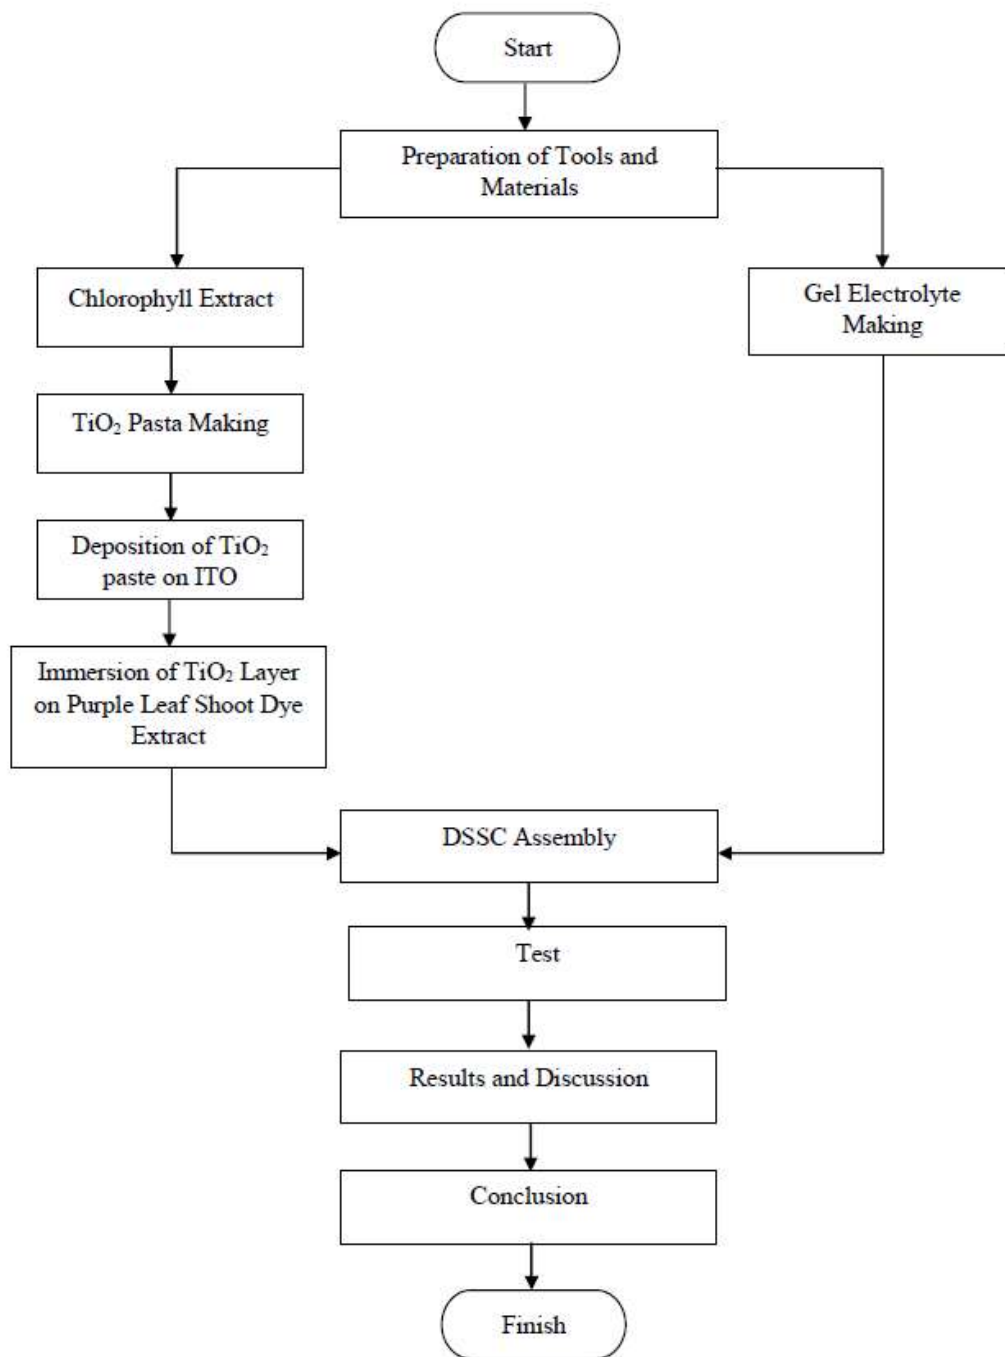 Start
Preparation of Tools and
Materials
Chlorophyll Extract
Gel Electrolyte
Making
TiO₂ Pasta Making
Deposition of TiO₂
paste on ITO
Immersion of TiO₂ Layer
on Purple Leaf Shoot Dye
Extract
DSSC Assembly
Test
Results and Discussion
Conclusion
Finish